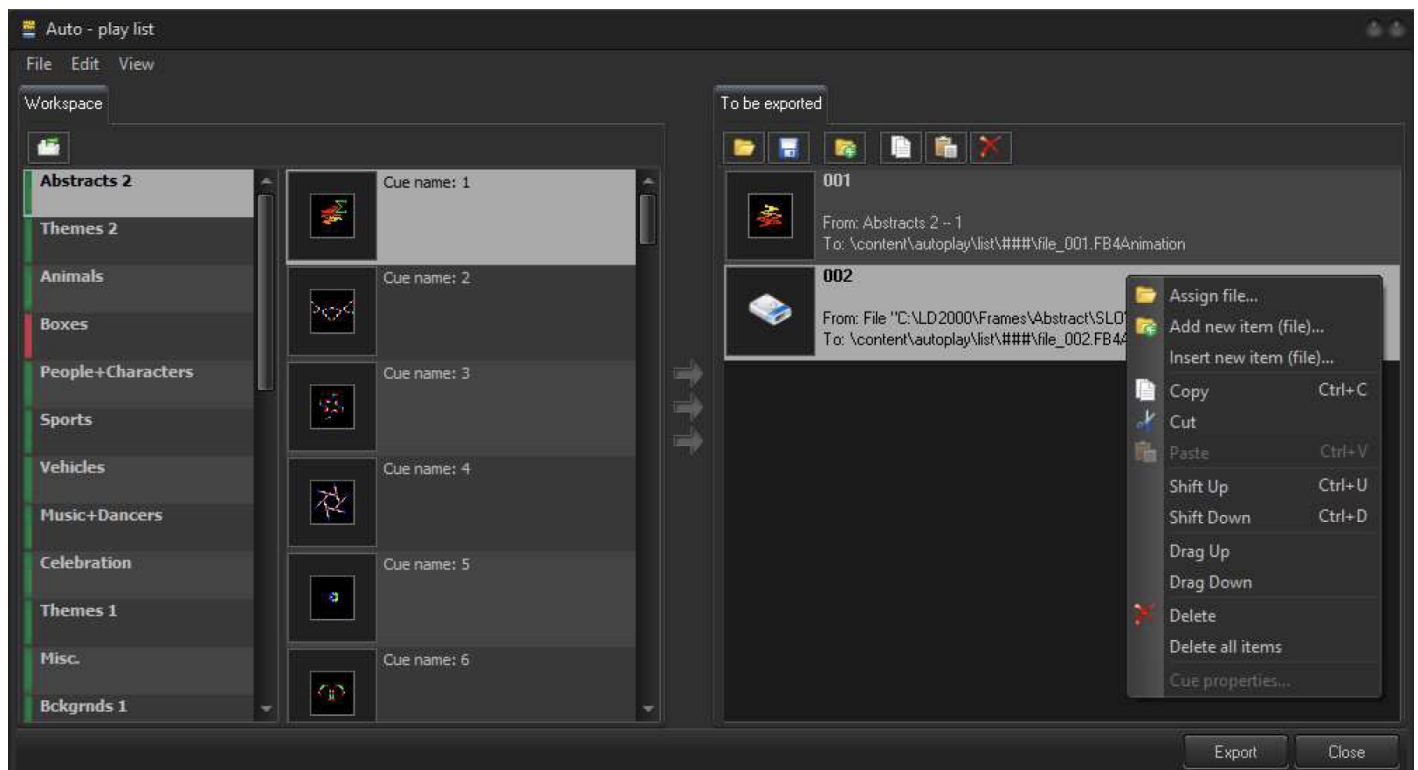 Auto - play list
File Edit View
Workspace
Abstracts 2
Themes 2
Animals
Boxes
People+Characters
Sports
Vehicles
Music+Dancers
Celebration
Themes 1
Misc.
Bckgrnds 1
Cue name: 1
Cue name: 2
Cue name: 3
Cue name: 4
Cue name: 5
Cue name: 6
To be exported
001
From: Abstracts 2 -- 1
To: \content\autoplay\list\###\file_001.FB4Animation
002
From: File "C:\LD2000\Frames\Abstract\SLO
To: \content\autoplay\list\###\file_002.FB4
Assign file...
Add new item (file)...
Insert new item (file)...
Copy Ctrl+C
Cut
Paste Ctrl+V
Shift Up Ctrl+U
Shift Down Ctrl+D
Drag Up
Drag Down
Delete
Delete all items
Cue properties...
Export Close